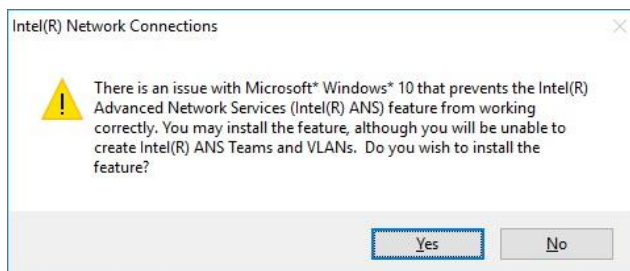 Intel(R) Network Connections
There is an issue with Microsoft* Windows* 10 that prevents the Intel(R)
Advanced Network Services (Intel(R) ANS) feature from working
correctly. You may install the feature, although you will be unable to
create Intel(R) ANS Teams and VLANs.  Do you wish to install the
feature?
Yes
No